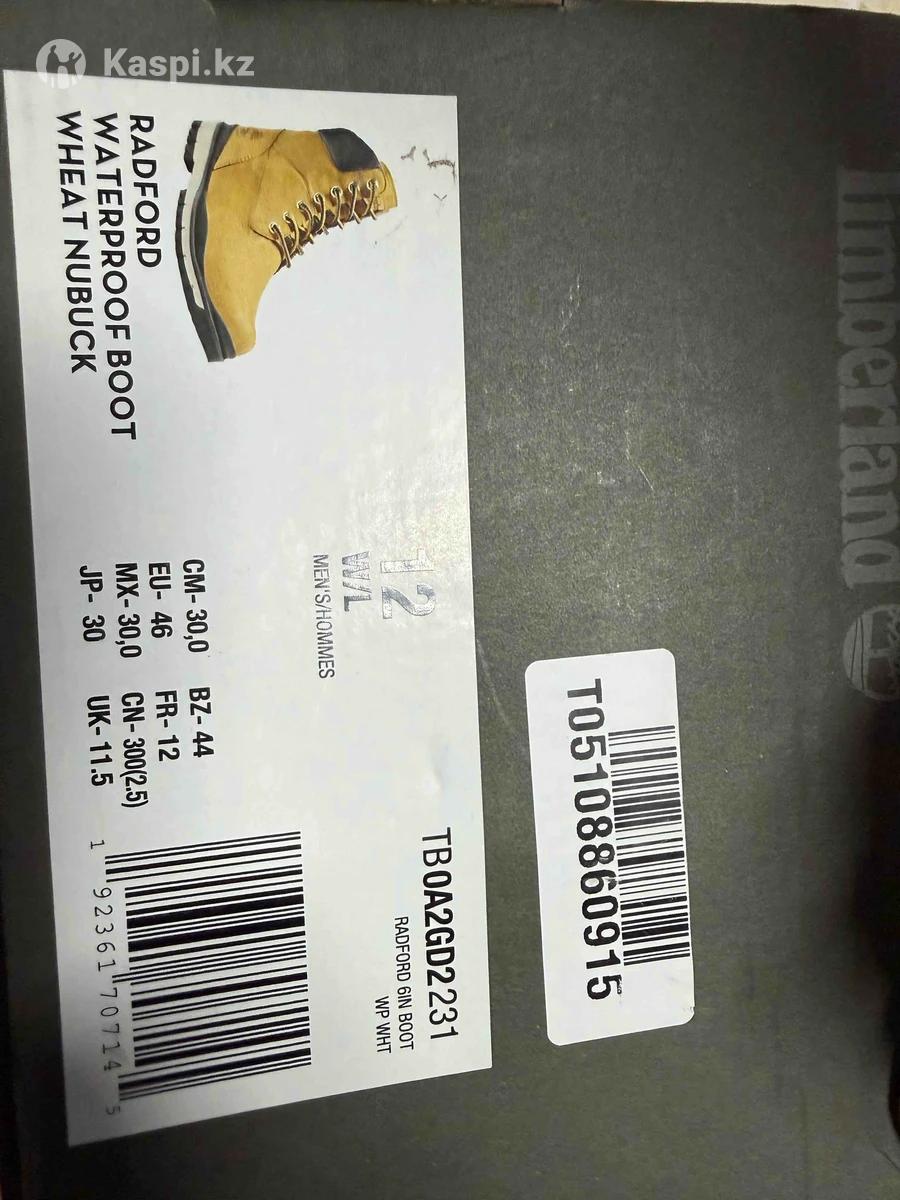 Kaspi.kz
Timberland
RADFORD
WATERPROOF BOOT
WHEAT NUBUCK
12
W/L
MEN'S/HOMMES
CM- 30,0 BZ- 44
EU- 46 FR- 12
MX- 30,0 CN- 300(2.5)
JP- 30 UK- 11.5
TB0A2GD2231
RADFORD 6IN BOOT
WP WHT
1 92361 70714 5
T05108860915